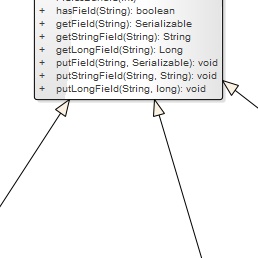 + hasField(String): boolean
+ getField(String): Serializable
+ getStringField(String): String
+ getLongField(String): Long
+ putField(String, Serializable): void
+ putStringField(String, String): void
+ putLongField(String, long): void